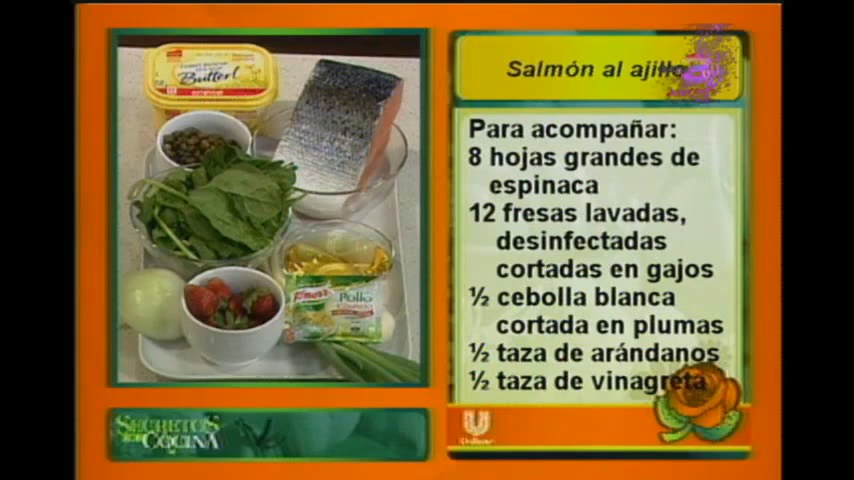 Butter!
Knorr
Pollo
SECRETOS
DE
COCINA
Salmón al ajillo
Para acompañar:
8 hojas grandes de
espinaca
12 fresas lavadas,
desinfectadas
cortadas en gajos
½ cebolla blanca
cortada en plumas
½ taza de arándanos
½ taza de vinagreta
Unilever